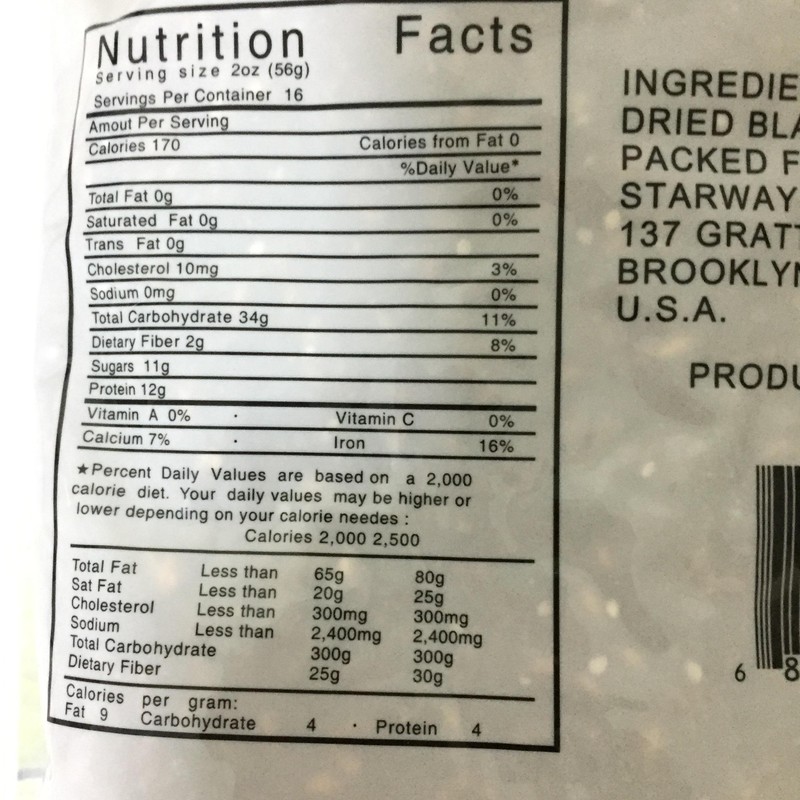 Nutrition Facts
Serving size 2oz (56g)
Servings Per Container 16
Amout Per Serving
Calories 170 Calories from Fat 0
%Daily Value*
Total Fat 0g 0%
Saturated Fat 0g 0%
Trans Fat 0g
Cholesterol 10mg 3%
Sodium 0mg 0%
Total Carbohydrate 34g 11%
Dietary Fiber 2g 8%
Sugars 11g
Protein 12g
Vitamin A 0% · Vitamin C 0%
Calcium 7% · Iron 16%
★Percent Daily Values are based on a 2,000
calorie diet. Your daily values may be higher or
lower depending on your calorie needes :
Calories 2,000 2,500
Total Fat Less than 65g 80g
Sat Fat Less than 20g 25g
Cholesterol Less than 300mg 300mg
Sodium Less than 2,400mg 2,400mg
Total Carbohydrate 300g 300g
Dietary Fiber 25g 30g
Calories per gram:
Fat 9 Carbohydrate 4 · Protein 4
INGREDIE
DRIED BLA
PACKED F
STARWAY
137 GRATT
BROOKLYN
U.S.A.
PRODU
6 8